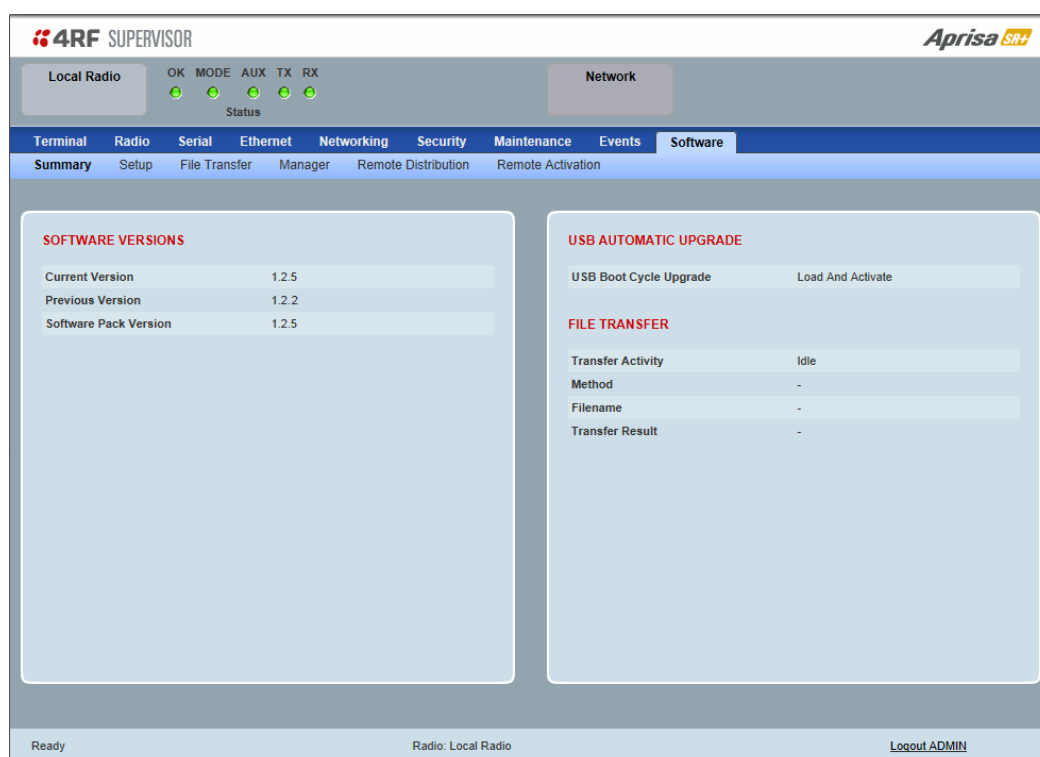 4RF SUPERVISOR
Aprisa SR+
Local Radio
OK MODE AUX TX RX
Status
Network
Terminal Radio Serial Ethernet Networking Security Maintenance Events Software
Summary Setup File Transfer Manager Remote Distribution Remote Activation
SOFTWARE VERSIONS
Current Version 1.2.5
Previous Version 1.2.2
Software Pack Version 1.2.5
USB AUTOMATIC UPGRADE
USB Boot Cycle Upgrade Load And Activate
FILE TRANSFER
Transfer Activity Idle
Method -
Filename -
Transfer Result -
Ready Radio: Local Radio Logout ADMIN